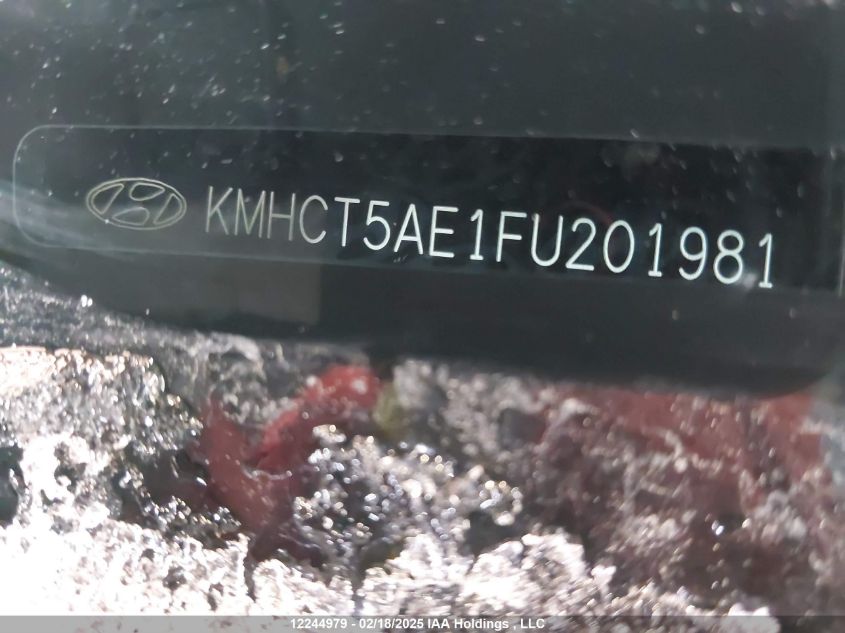 KMHCT5AE1FU201981
12244979 - 02/18/2025 IAA Holdings , LLC